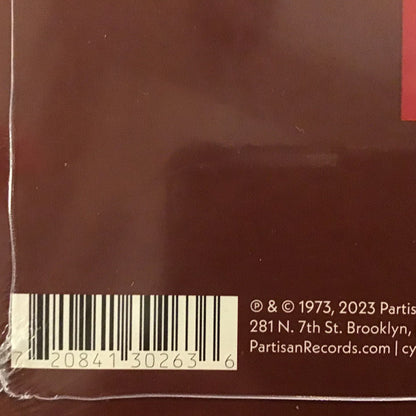 ℗ & © 1973, 2023 Partis
281 N. 7th St. Brooklyn,
PartisanRecords.com | cy
7 20841 30263 6